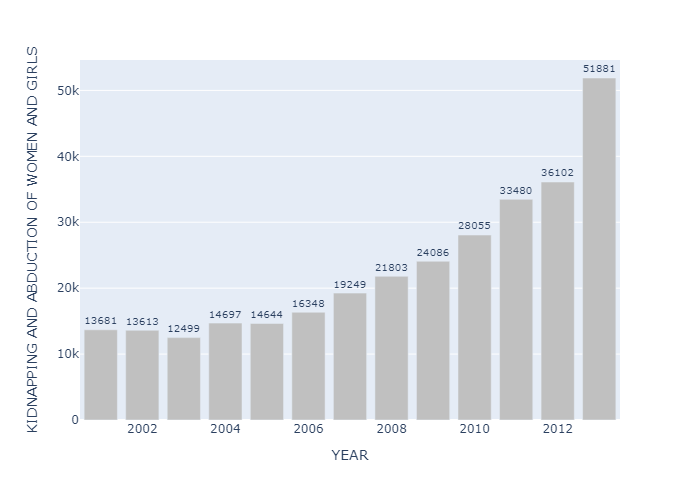 KIDNAPPING AND ABDUCTION OF WOMEN AND GIRLS
50k
40k
30k
20k
10k
0
13681
13613
12499
14697
14644
16348
19249
21803
24086
28055
33480
36102
51881
2002
2004
2006
2008
2010
2012
YEAR